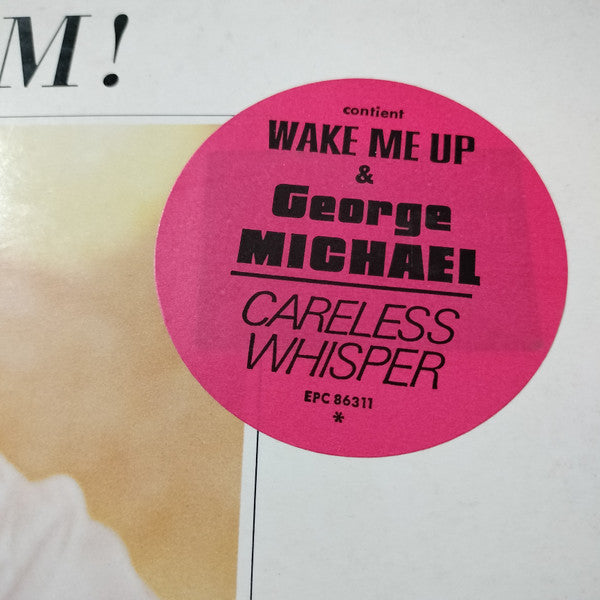 M!
contient
WAKE ME UP
&
George
MICHAEL
CARELESS
WHISPER
EPC 86311
*